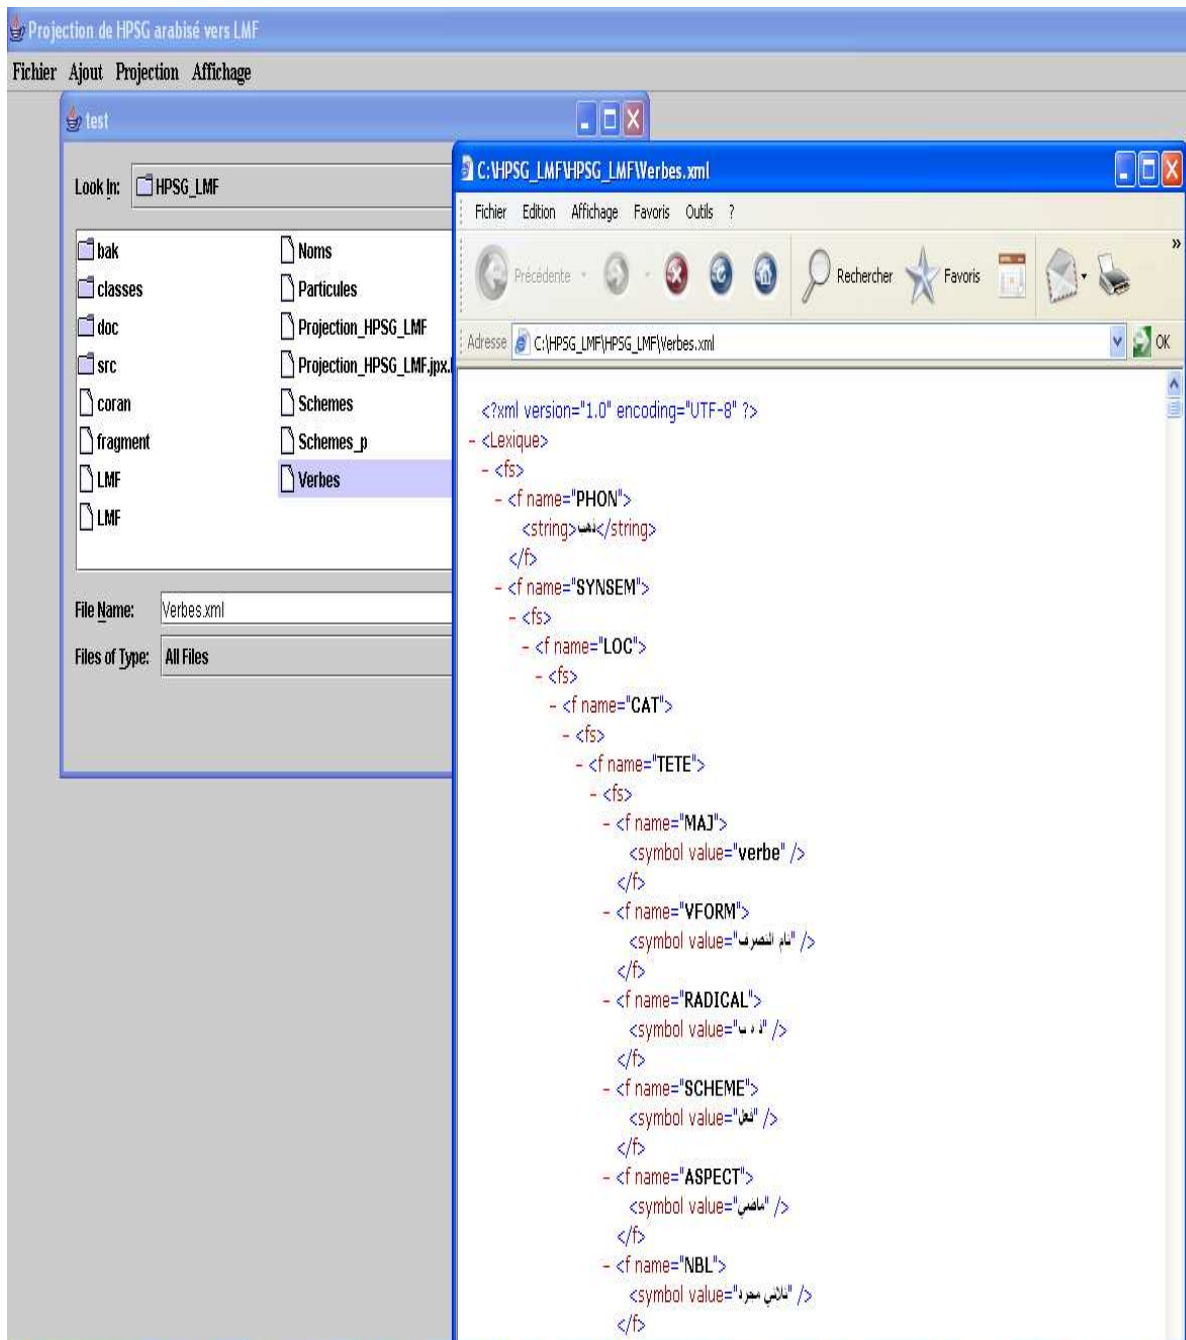 Projection de HPSG arabisé vers LMF
Fichier Ajout Projection Affichage
test
Look In: HPSG_LMF
bak
classes
doc
src
coran
fragment
LMF
LMF
Noms
Particules
Projection_HPSG_LMF
Projection_HPSG_LMF.jpx.
Schemes
Schemes_p
Verbes
File Name: Verbes.xml
Files of Type: All Files
C:\HPSG_LMF\HPSG_LMF\Verbes.xml
Fichier Edition Affichage Favoris Outils ?
Précédente Rechercher Favoris »
Adresse C:\HPSG_LMF\HPSG_LMF\Verbes.xml OK
<?xml version="1.0" encoding="UTF-8" ?>
- <Lexique>
- <fs>
- <f name="PHON">
<string>ذهب</string>
</f>
- <f name="SYNSEM">
- <fs>
- <f name="LOC">
- <fs>
- <f name="CAT">
- <fs>
- <f name="TETE">
- <fs>
- <f name="MAJ">
<symbol value="verbe" />
</f>
- <f name="VFORM">
<symbol value="تام التصرف" />
</f>
- <f name="RADICAL">
<symbol value="ذ ه ب" />
</f>
- <f name="SCHEME">
<symbol value="فعل" />
</f>
- <f name="ASPECT">
<symbol value="ماضي" />
</f>
- <f name="NBL">
<symbol value="ثلاثي مجرد" />
</f>